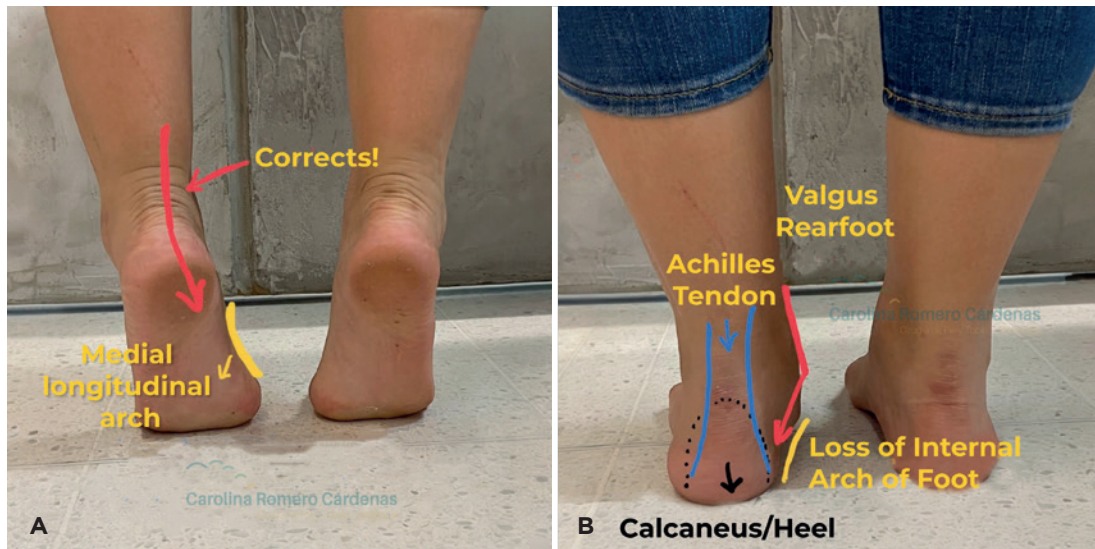 Corrects!
Medial
longitudinal
arch
Carolina Romero Cárdenas
A
Valgus
Rearfoot
Achilles
Tendon
Carolina Romero Cárdenas
Loss of Internal
Arch of Foot
B
Calcaneus/Heel